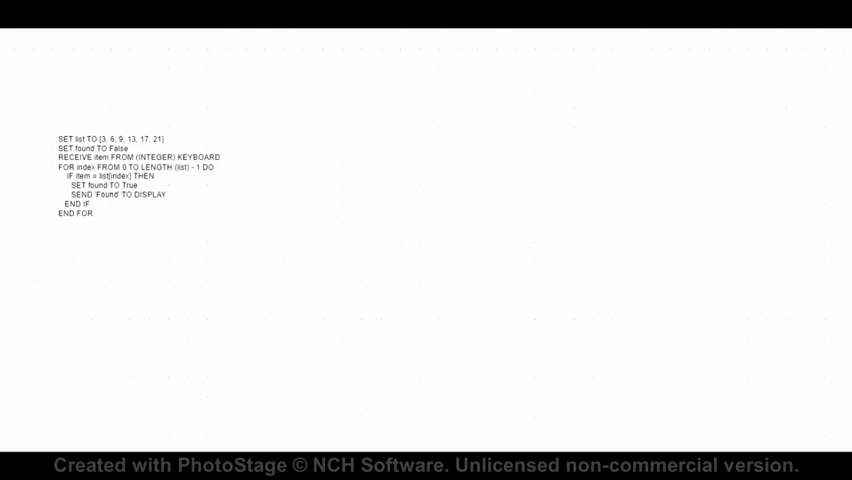 SET list TO [3, 6, 9, 13, 17, 21]
SET found TO False
RECEIVE item FROM (INTEGER) KEYBOARD
FOR index FROM 0 TO LENGTH (list) - 1 DO
IF item = list[index] THEN
SET found TO True
SEND 'Found' TO DISPLAY
END IF
END FOR
Created with PhotoStage © NCH Software. Unlicensed non-commercial version.